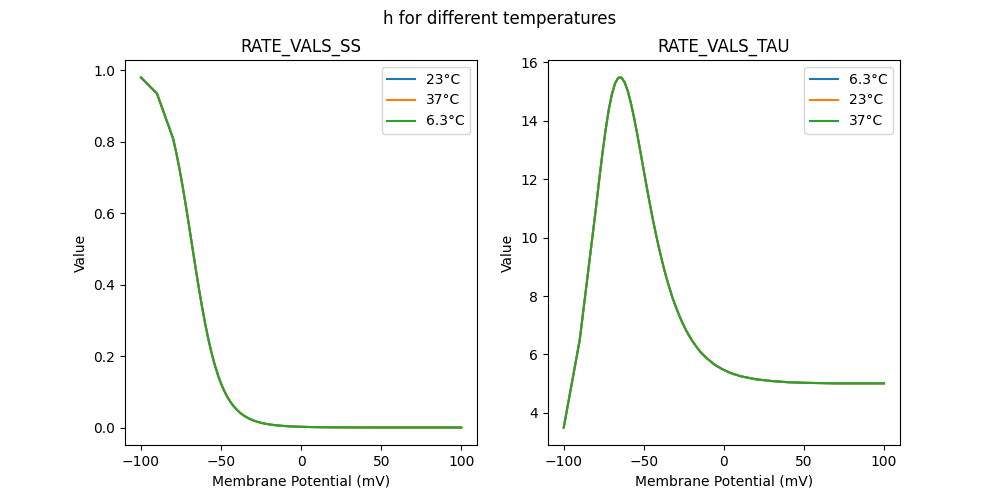 h for different temperatures
RATE_VALS_SS
1.0
0.8
0.6
0.4
0.2
0.0
Value
−100
−50
0
50
100
Membrane Potential (mV)
23°C
37°C
6.3°C
RATE_VALS_TAU
16
14
12
10
8
6
4
Value
−100
−50
0
50
100
Membrane Potential (mV)
6.3°C
23°C
37°C